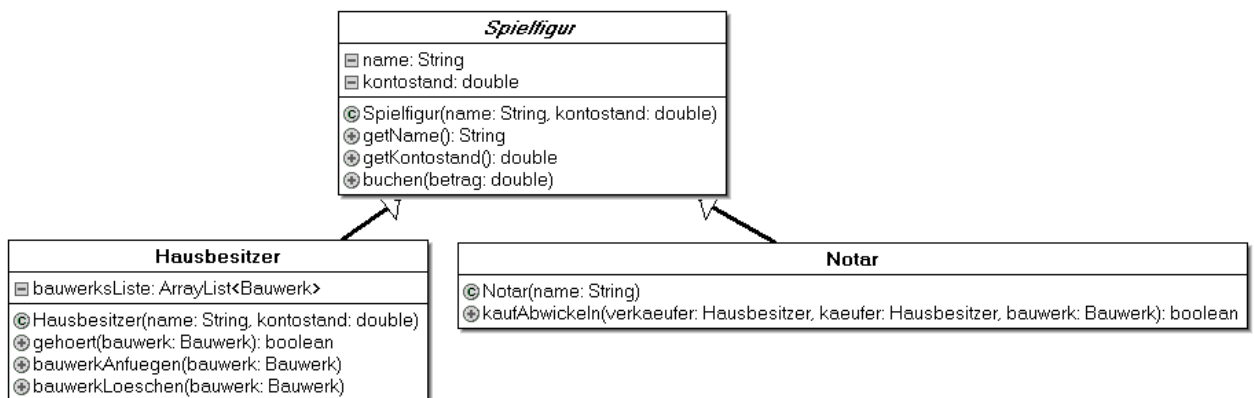 Spielfigur
name: String
kontostand: double
Spielfigur(name: String, kontostand: double)
getName(): String
getKontostand(): double
buchen(betrag: double)
Hausbesitzer
bauwerksListe: ArrayList<Bauwerk>
Hausbesitzer(name: String, kontostand: double)
gehoert(bauwerk: Bauwerk): boolean
bauwerkAnfuegen(bauwerk: Bauwerk)
bauwerkLoeschen(bauwerk: Bauwerk)
Notar
Notar(name: String)
kaufAbwickeln(verkaeufer: Hausbesitzer, kaeufer: Hausbesitzer, bauwerk: Bauwerk): boolean